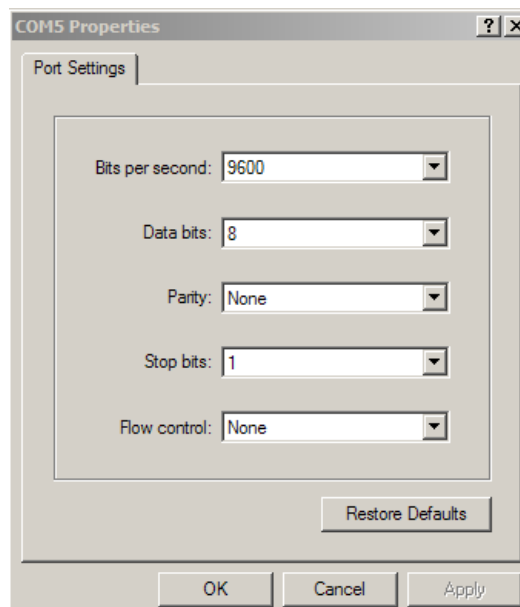 COM5 Properties ? X
Port Settings
Bits per second: 9600
Data bits: 8
Parity: None
Stop bits: 1
Flow control: None
Restore Defaults
OK Cancel Apply